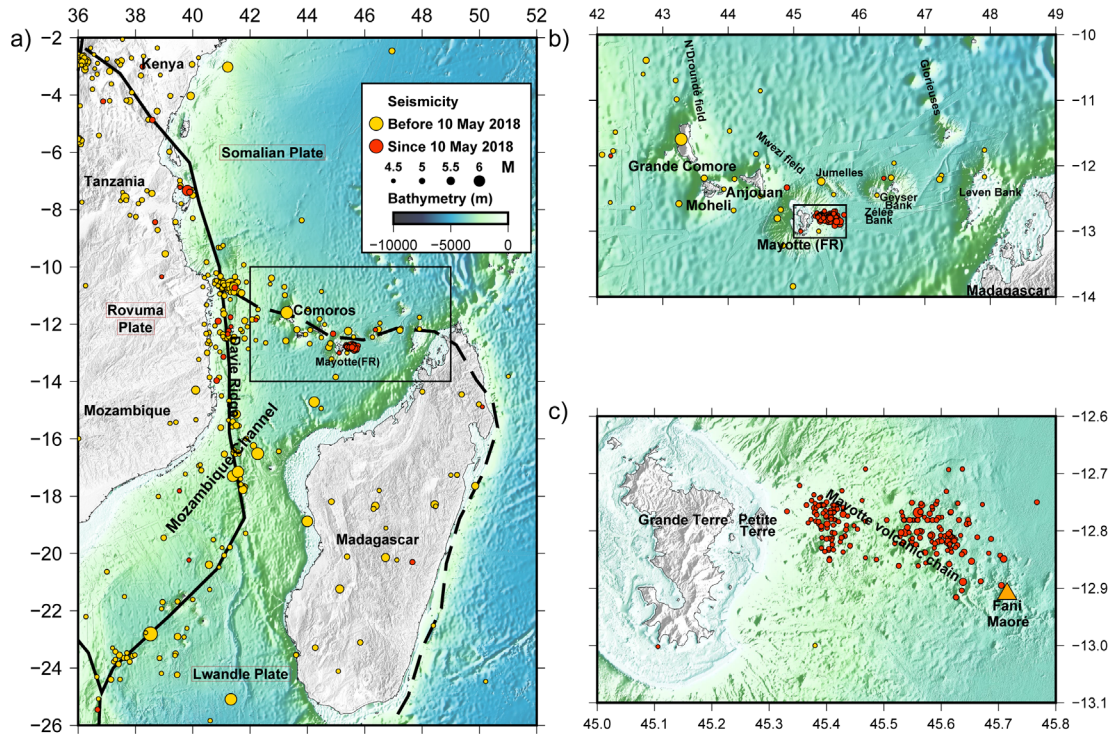 a)
36 38 40 42 44 46 48 50 52
−2
−4
−6
−8
−10
−12
−14
−16
−18
−20
−22
−24
−26
Kenya
Tanzania
Somalian Plate
Seismicity
Before 10 May 2018
Since 10 May 2018
4.5 5 5.5 6 M
Bathymetry (m)
−10000 −5000 0
Rovuma
Plate
Comoros
Mayotte(FR)
Davie Ridge
Mozambique
Mozambique Channel
Madagascar
Lwandle Plate
b)
42 43 44 45 46 47 48 49
−10
−11
−12
−13
−14
N'Droundé field
Glorieuses
Mwezi field
Grande Comore
Jumelles
Anjouan
Moheli
Geyser
Bank
Zélée
Bank
Leven Bank
Mayotte (FR)
Madagascar
c)
−12.6
−12.7
−12.8
−12.9
−13.0
−13.1
Grande Terre
Petite
Terre
Mayotte volcanic chain
Fani
Maoré
45.0 45.1 45.2 45.3 45.4 45.5 45.6 45.7 45.8